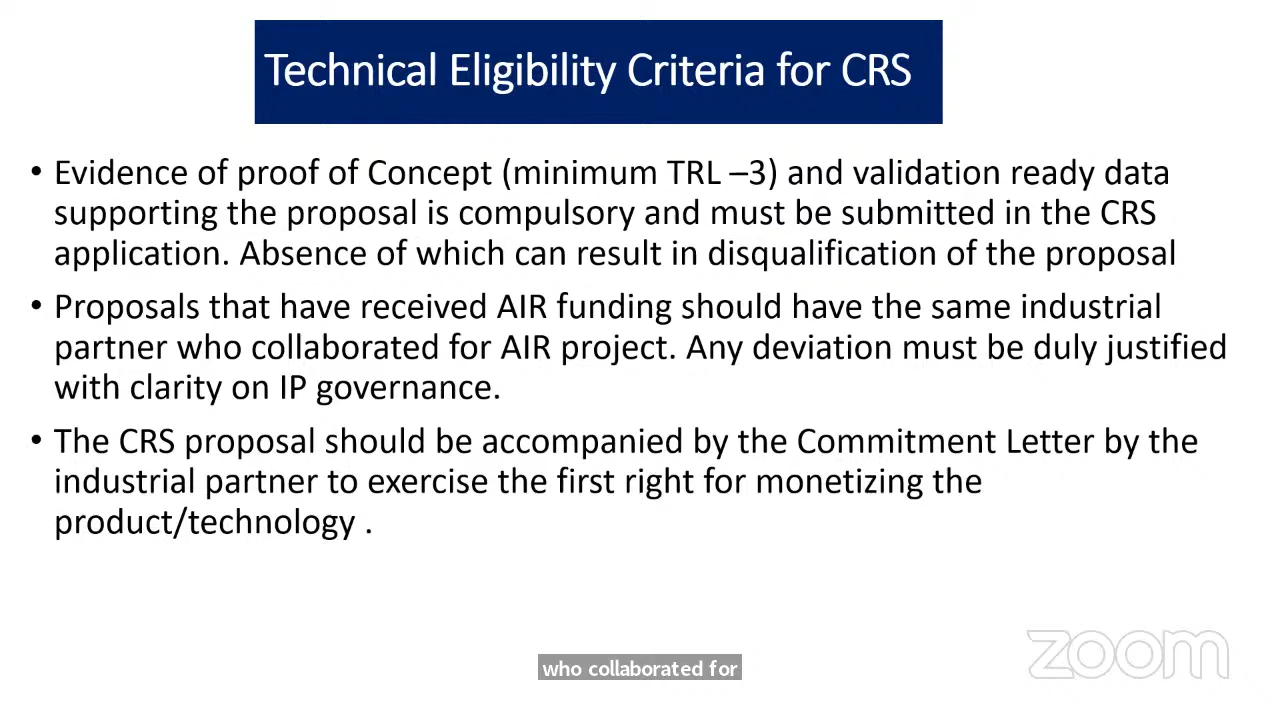 Technical Eligibility Criteria for CRS
• Evidence of proof of Concept (minimum TRL –3) and validation ready data
supporting the proposal is compulsory and must be submitted in the CRS
application. Absence of which can result in disqualification of the proposal
• Proposals that have received AIR funding should have the same industrial
partner who collaborated for AIR project. Any deviation must be duly justified
with clarity on IP governance.
• The CRS proposal should be accompanied by the Commitment Letter by the
industrial partner to exercise the first right for monetizing the
product/technology .
who collaborated for
zoom